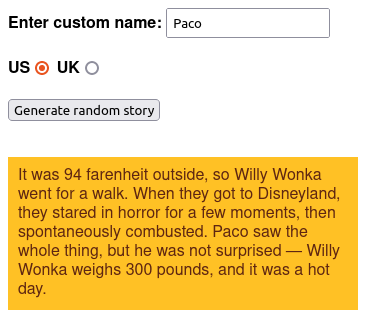 Enter custom name: Paco
US UK
Generate random story
It was 94 farenheit outside, so Willy Wonka
went for a walk. When they got to Disneyland,
they stared in horror for a few moments, then
spontaneously combusted. Paco saw the
whole thing, but he was not surprised — Willy
Wonka weighs 300 pounds, and it was a hot
day.